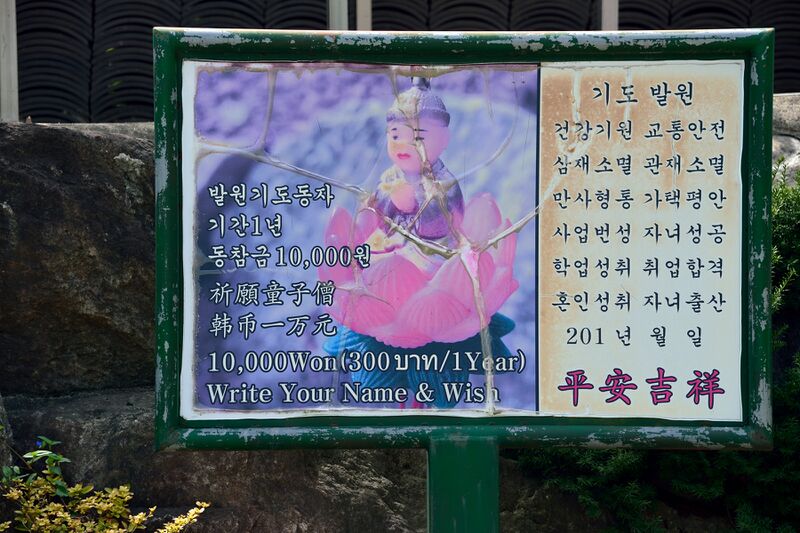 발원기도동자
기간1년
동참금10,000원
祈願童子僧
韩币一万元
10,000Won(300บาท/1Year)
Write Your Name & Wish
기도 발원
건강기원 교통안전
삼재소멸 관재소멸
만사형통 가택평안
사업번성 자녀성공
학업성취 취업합격
혼인성취 자녀출산
201 년 월 일
平安吉祥